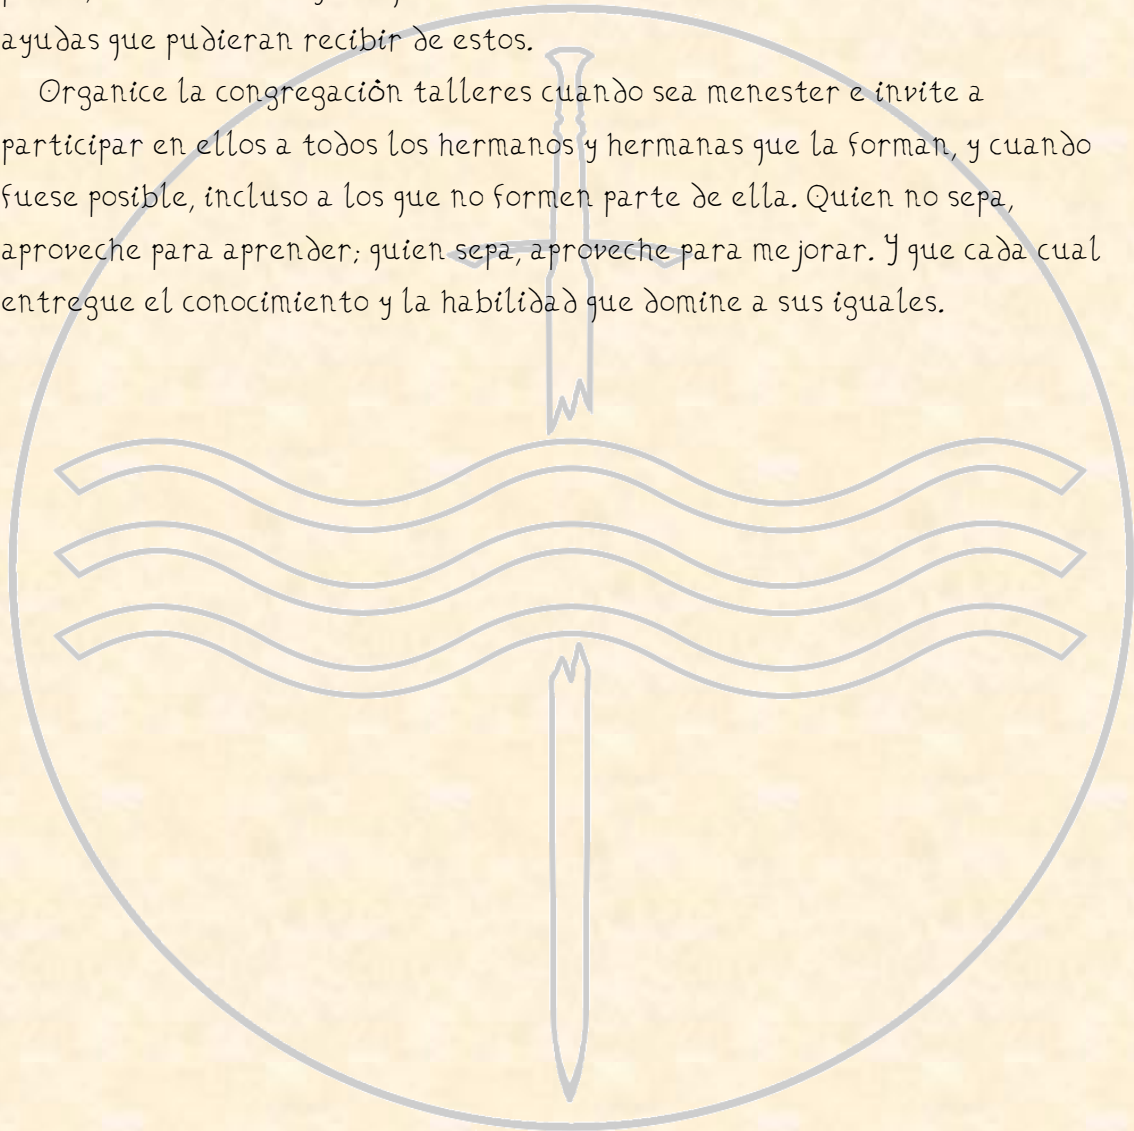 ayudas que pudieran recibir de estos.
Organice la congregación talleres cuando sea menester e invite a
participar en ellos a todos los hermanos y hermanas que la forman, y cuando
fuese posible, incluso a los que no formen parte de ella. Quien no sepa,
aproveche para aprender; quien sepa, aproveche para mejorar. Y que cada cual
entregue el conocimiento y la habilidad que domine a sus iguales.